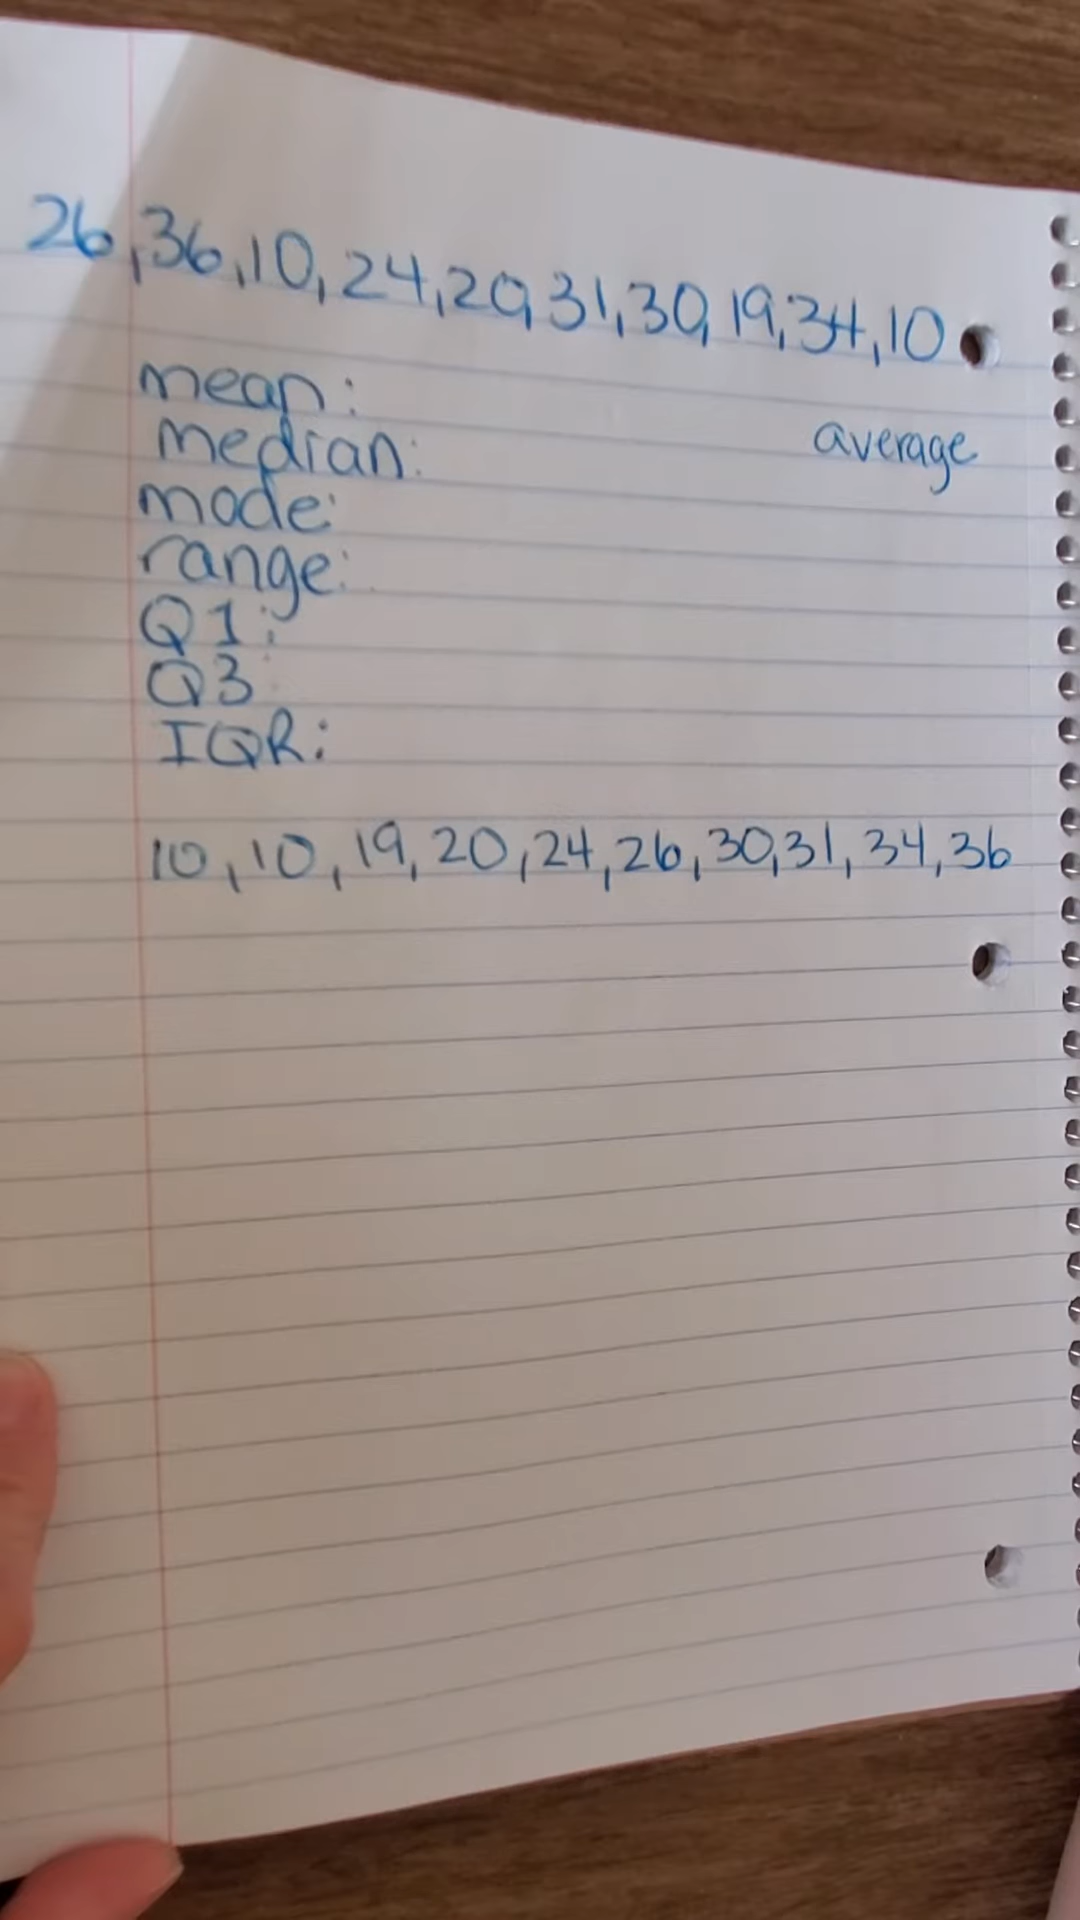 26,36,10,24,20,31,30,19,34,10
mean:
median:
average
mode:
range:
Q1:
Q3
IQR:
10,10,19,20,24,26,30,31,34,36